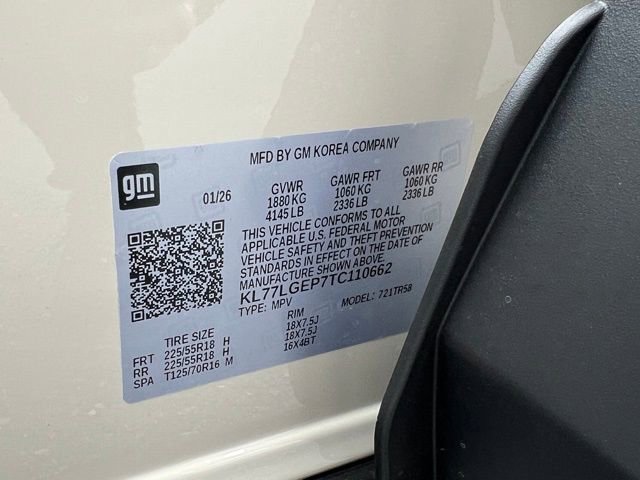 MFD BY GM KOREA COMPANY
gm
01/26
GVWR GAWR FRT GAWR RR
1880 KG 1060 KG 1060 KG
4145 LB 2336 LB 2336 LB
THIS VEHICLE CONFORMS TO ALL
APPLICABLE U.S. FEDERAL MOTOR
VEHICLE SAFETY AND THEFT PREVENTION
STANDARDS IN EFFECT ON THE DATE OF
MANUFACTURE SHOWN ABOVE.
KL77LGEP7TC110662
TYPE: MPV MODEL: 721TR58
TIRE SIZE RIM
FRT 225/55R18 H 18X7.5J
RR 225/55R18 H 18X7.5J
SPA T125/70R16 M 16X4BT